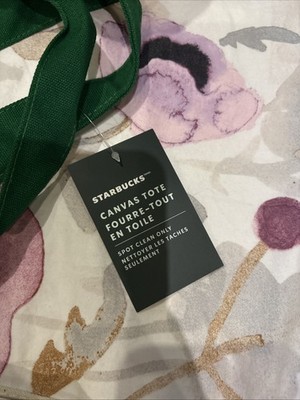 STARBUCKS
CANVAS TOTE
FOURRE-TOUT
EN TOILE
SPOT CLEAN ONLY
NETTOYER LES TACHES
SEULEMENT